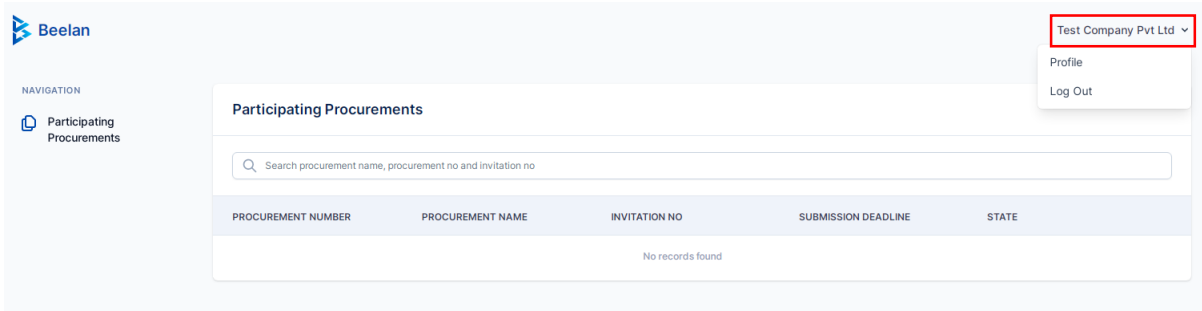 Beelan
Test Company Pvt Ltd
Profile
Log Out
NAVIGATION
Participating
Procurements
Participating Procurements
Search procurement name, procurement no and invitation no
PROCUREMENT NUMBER PROCUREMENT NAME INVITATION NO SUBMISSION DEADLINE STATE
No records found